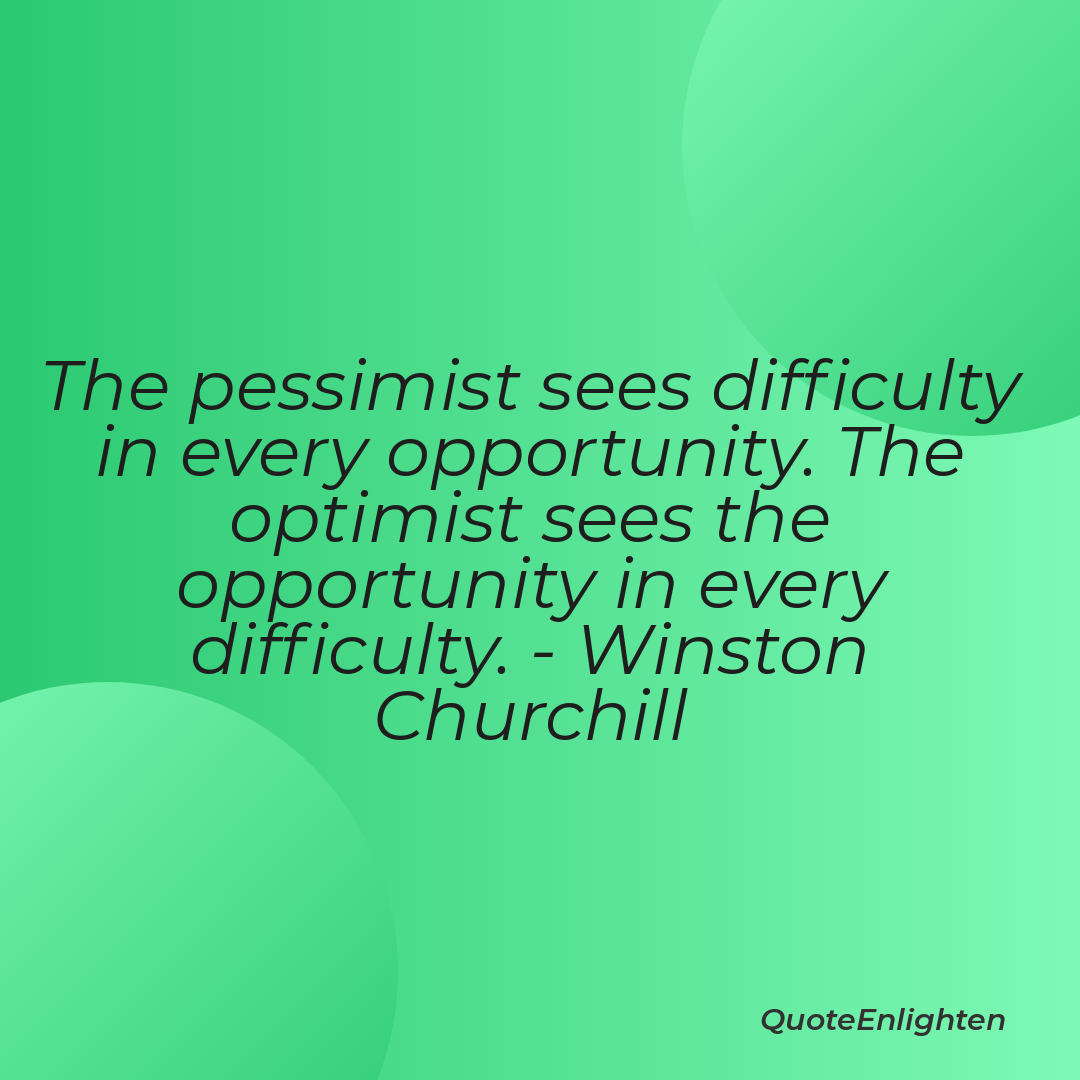 The pessimist sees difficulty
in every opportunity. The
optimist sees the
opportunity in every
difficulty. - Winston
Churchill
QuoteEnlighten